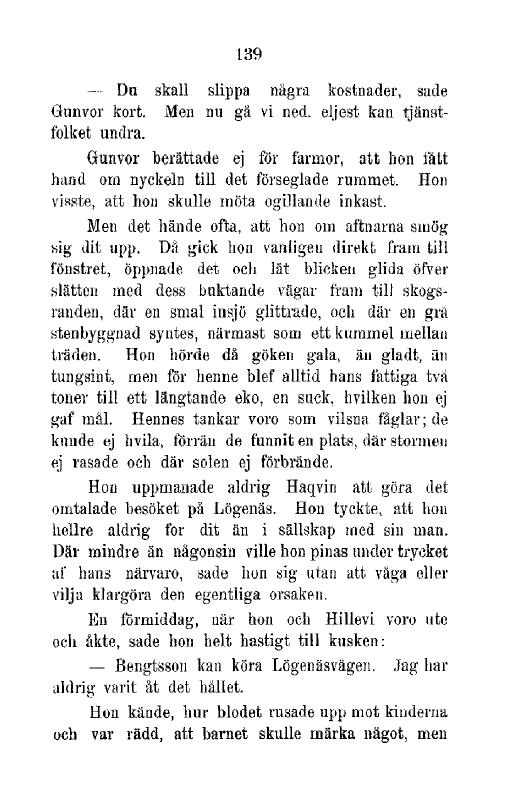 139
— Du skall slippa några kostnader, sade
Gunvor kort. Men nu gå vi ned. eljest kan tjänst-
folket undra.
Gunvor berättade ej för farmor, att hon fått
hand om nyckeln till det förseglade rummet. Hon
visste, att hon skulle möta ogillande inkast.
Men det hände ofta, att hon om aftnarna smög
sig dit upp. Då gick hon vanligen direkt fram till
fönstret, öppnade det och lät blicken glida öfver
slätten med dess buktande vägar fram till skogs-
randen, där en smal insjö glittrade, och där en grå
stenbyggnad syntes, närmast som ett kummel mellan
träden. Hon hörde då göken gala, än gladt, än
tungsint, men för henne blef alltid hans fattiga två
toner till ett längtande eko, en suck, hvilken hon ej
gaf mål. Hennes tankar voro som vilsna fåglar; de
kunde ej hvila, förrän de funnit en plats, där stormen
ej rasade och där solen ej förbrände.
Hon uppmanade aldrig Haqvin att göra det
omtalade besöket på Lögenäs. Hon tyckte, att hon
hellre aldrig for dit än i sällskap med sin man.
Där mindre än någonsin ville hon pinas under trycket
af hans närvaro, sade hon sig utan att våga eller
vilja klargöra den egentliga orsaken.
En förmiddag, när hon och Hillevi voro ute
och åkte, sade hon helt hastigt till kusken:
— Bengtsson kan köra Lögenäsvägen. Jag har
aldrig varit åt det hållet.
Hon kände, hur blodet rusade upp mot kinderna
och var rädd, att barnet skulle märka något, men